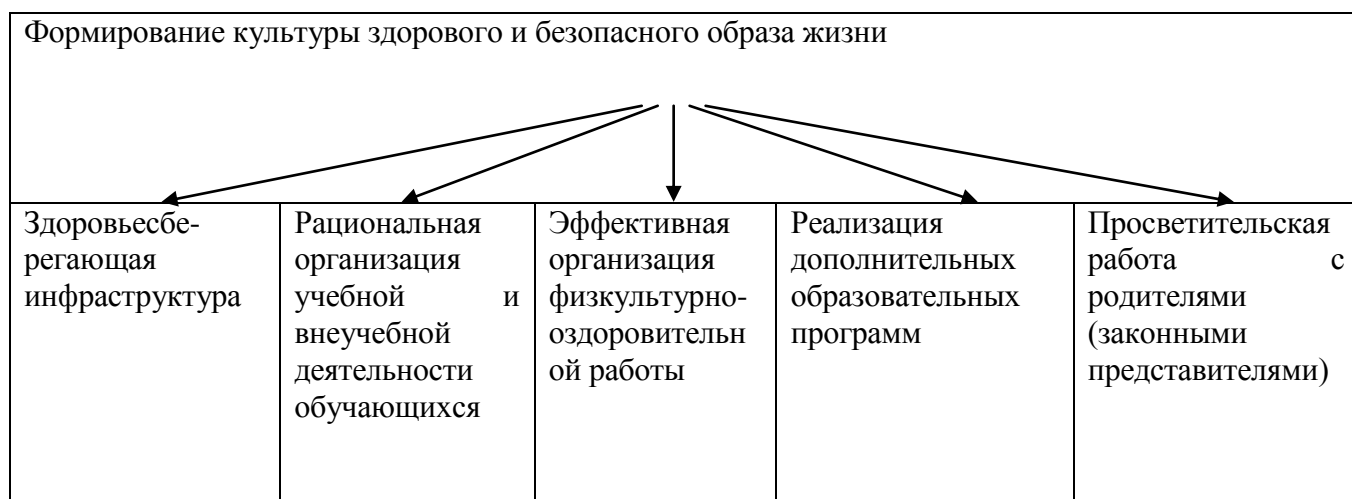 Формирование культуры здорового и безопасного образа жизни
Здоровьесбе-
регающая
инфраструктура
Рациональная
организация
учебной и
внеучебной
деятельности
обучающихся
Эффективная
организация
физкультурно-
оздоровительн
ой работы
Реализация
дополнительных
образовательных
программ
Просветительская
работа с
родителями
(законными
представителями)